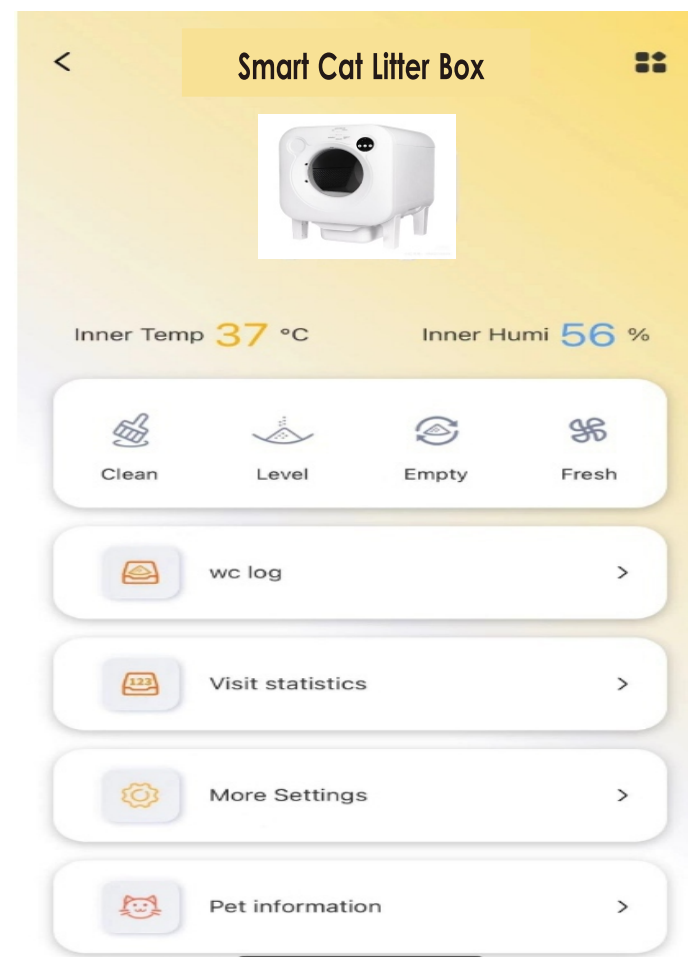 Smart Cat Litter Box
Inner Temp 37 °C Inner Humi 56 %
Clean Level Empty Fresh
wc log
123
Visit statistics
More Settings
Pet information